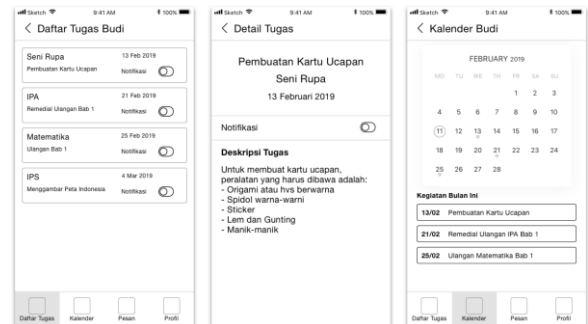 Sketch 9:41 AM 100%
Daftar Tugas Budi
Seni Rupa 13 Feb 2019
Pembuatan Kartu Ucapan Notifikasi
IPA 21 Feb 2019
Remedial Ulangan Bab 1 Notifikasi
Matematika 25 Feb 2019
Ulangan Bab 1 Notifikasi
IPS 4 Mar 2019
Menggambar Peta Indonesia Notifikasi
Daftar Tugas Kalender Pesan Profil
Sketch 9:41 AM 100%
Detail Tugas
Pembuatan Kartu Ucapan
Seni Rupa
13 Februari 2019
Notifikasi
Deskripsi Tugas
Untuk membuat kartu ucapan,
peralatan yang harus dibawa adalah:
- Origami atau hvs berwarna
- Spidol warna-warni
- Sticker
- Lem dan Gunting
- Manik-manik
Sketch 9:41 AM 100%
Kalender Budi
FEBRUARY 2019
MO TU WE TH FR SA SU
1 2 3
4 5 6 7 8 9 10
11 12 13 14 15 16 17
18 19 20 21 22 23 24
25 26 27 28
Kegiatan Bulan Ini
13/02 Pembuatan Kartu Ucapan
21/02 Remedial Ulangan IPA Bab 1
25/02 Ulangan Matematika Bab 1
Daftar Tugas Kalender Pesan Profil